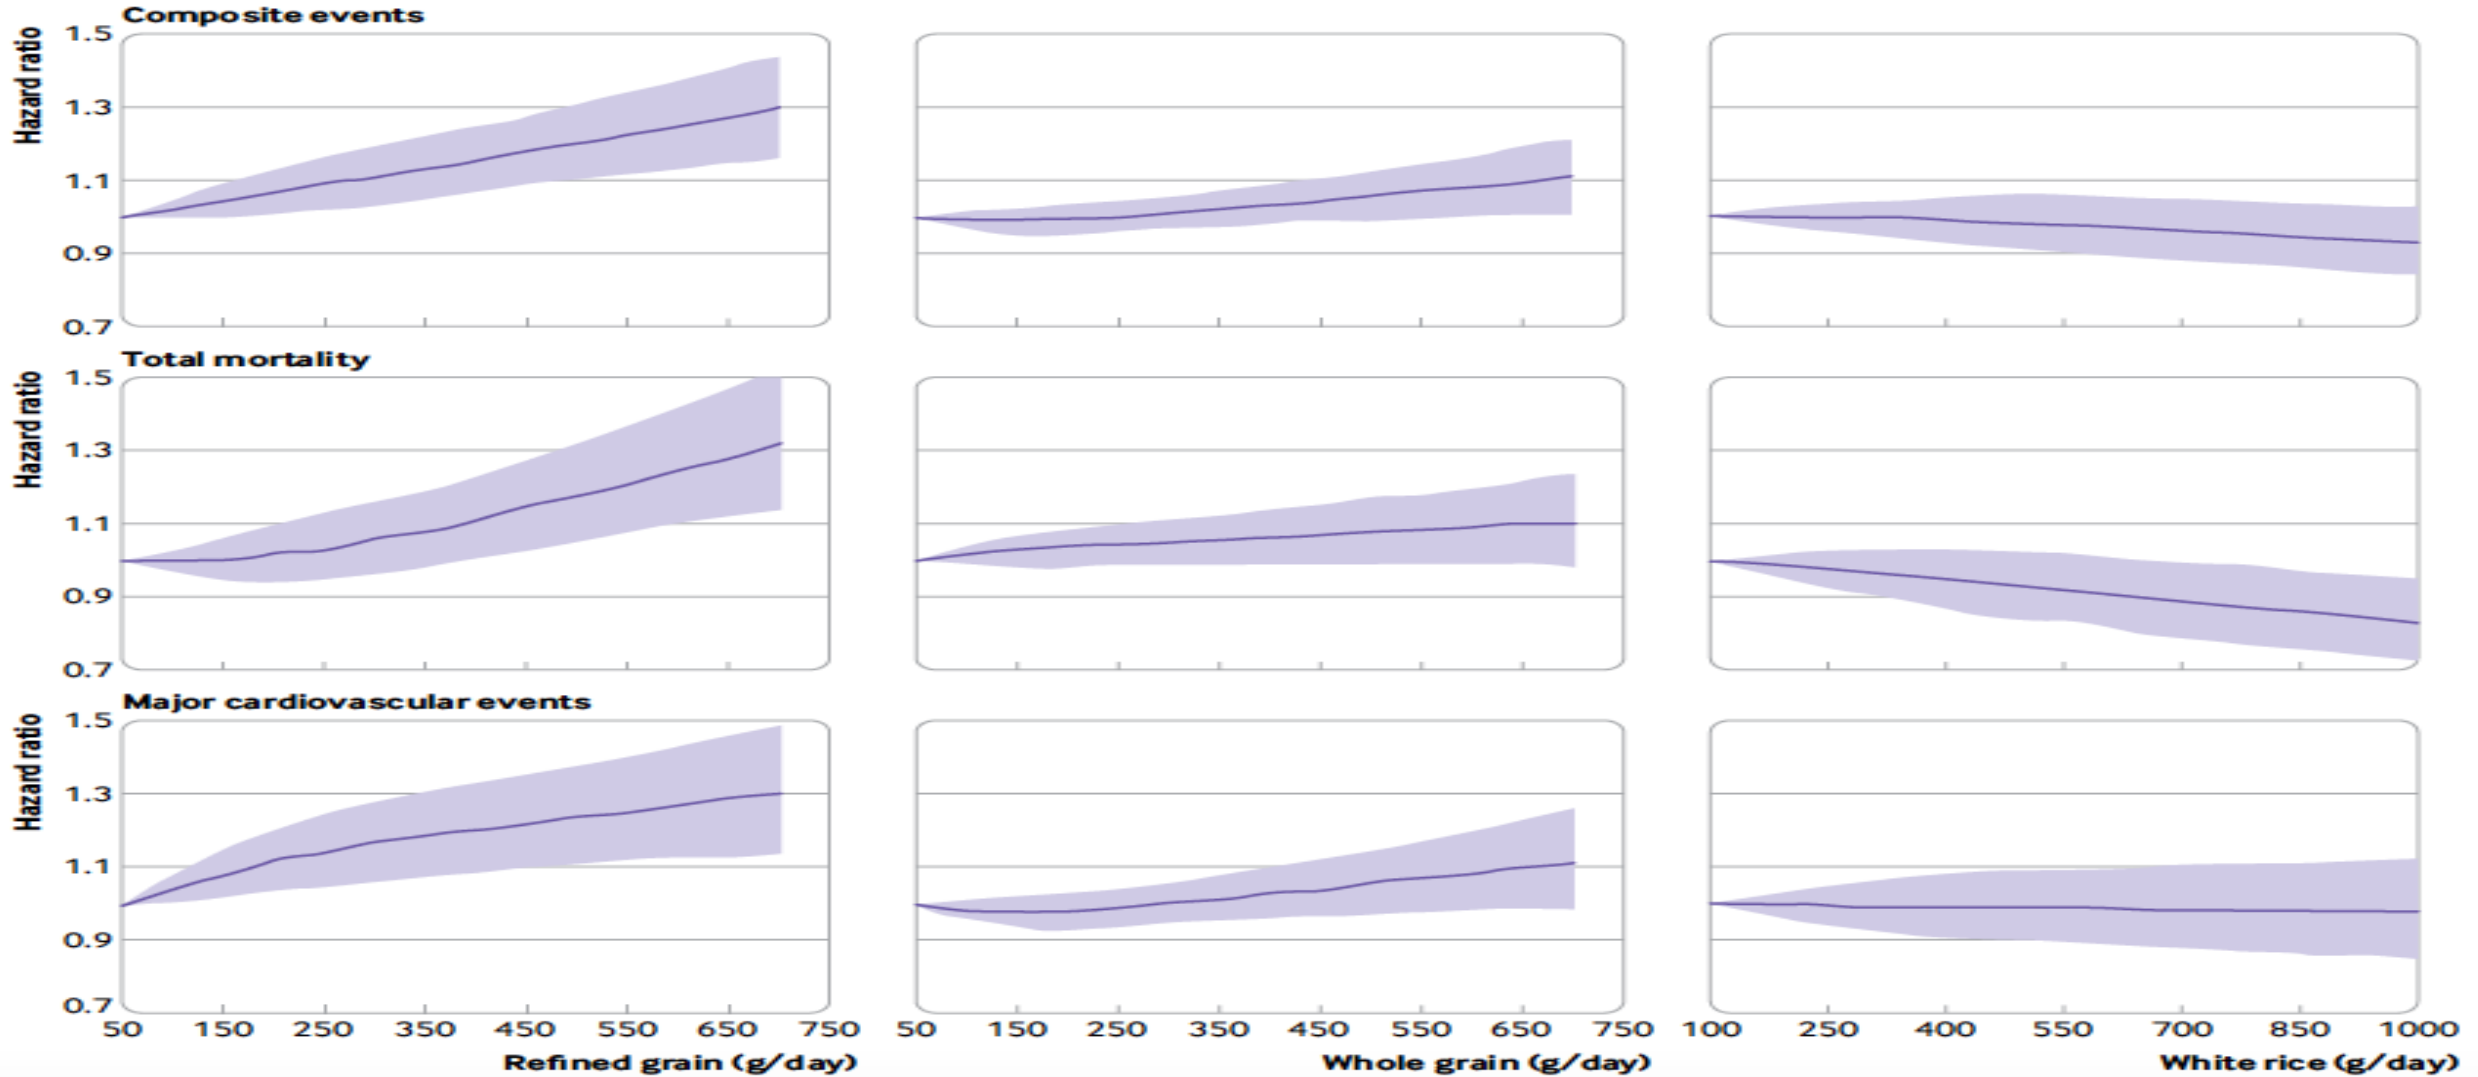 Composite events
Hazard ratio
1.5
1.3
1.1
0.9
0.7
Total mortality
Hazard ratio
1.5
1.3
1.1
0.9
0.7
Major cardiovascular events
Hazard ratio
1.5
1.3
1.1
0.9
0.7
50 150 250 350 450 550 650 750
50 150 250 350 450 550 650 750
100 250 400 550 700 850 1000
Refined grain (g/day)
Whole grain (g/day)
White rice (g/day)